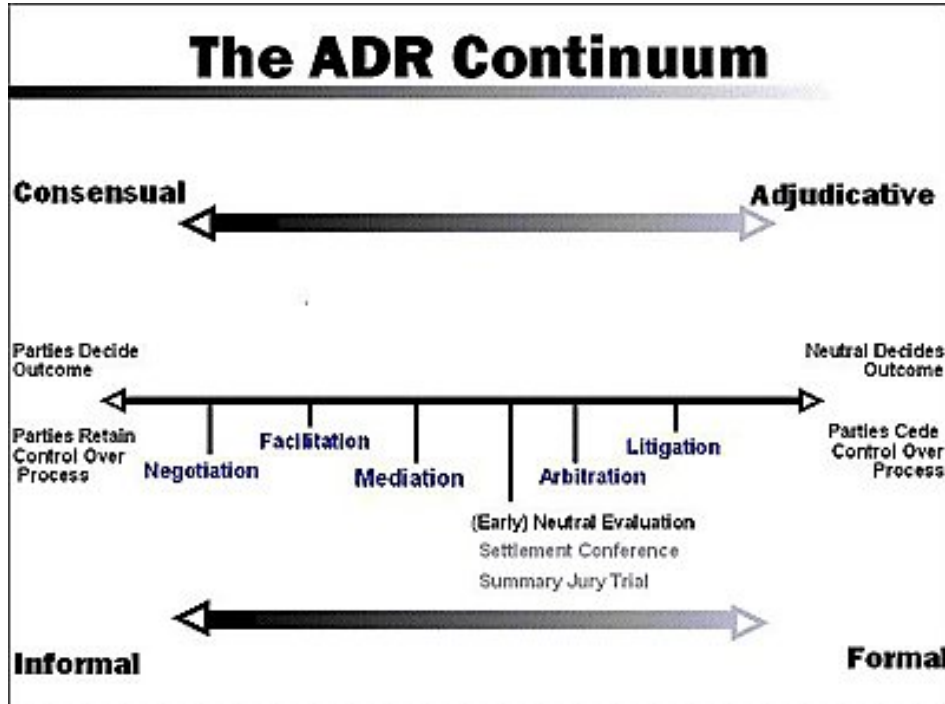 The ADR Continuum
Consensual
Adjudicative
Parties Decide
Outcome
Neutral Decides
Outcome
Parties Retain
Control Over
Process
Parties Cede
Control Over
Process
Negotiation
Facilitation
Mediation
(Early) Neutral Evaluation
Settlement Conference
Summary Jury Trial
Arbitration
Litigation
Informal
Formal